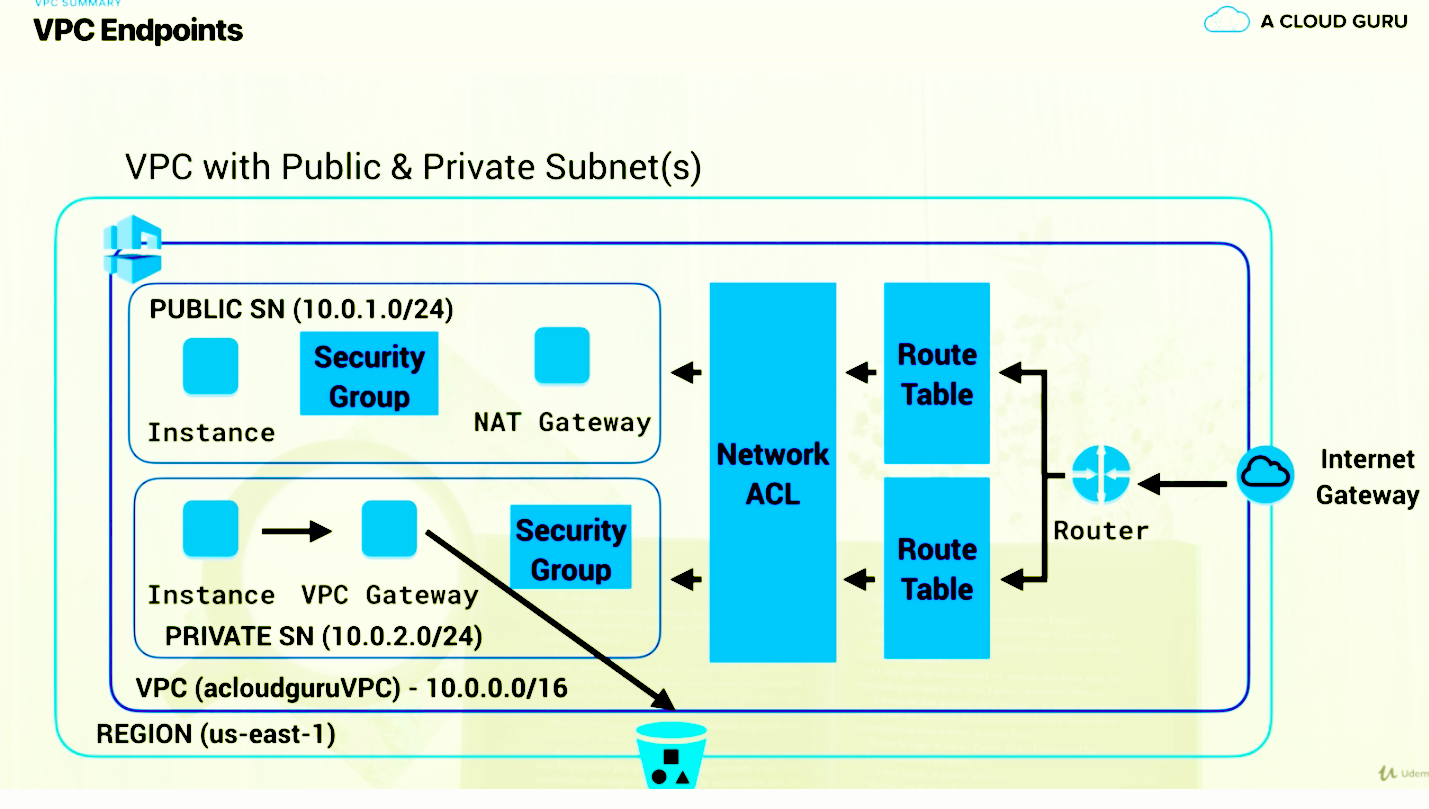 VPC SUMMARY
VPC Endpoints
A CLOUD GURU
VPC with Public & Private Subnet(s)
PUBLIC SN (10.0.1.0/24)
Instance
Security
Group
NAT Gateway
Instance
VPC Gateway
Security
Group
PRIVATE SN (10.0.2.0/24)
VPC (acloudguruVPC) - 10.0.0.0/16
REGION (us-east-1)
Network
ACL
Route
Table
Route
Table
Router
Internet
Gateway
Udem